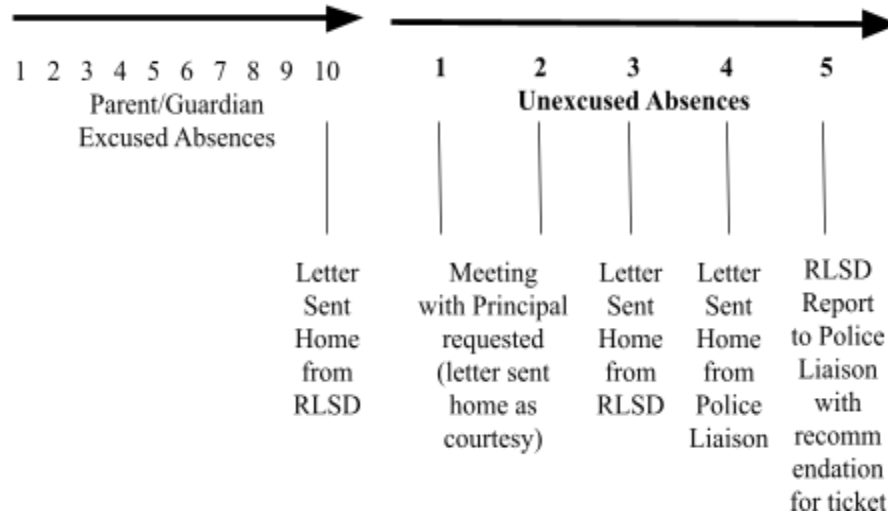 1 2 3 4 5 6 7 8 9 10
Parent/Guardian
Excused Absences
1 2 3 4 5
Unexcused Absences
Letter
Sent
Home
from
RLSD
Meeting
with Principal
requested
(letter sent
home as
courtesy)
Letter
Sent
Home
from
RLSD
Letter
Sent
Home
from
Police
Liaison
RLSD
Report
to Police
Liaison
with
recomm
endation
for ticket